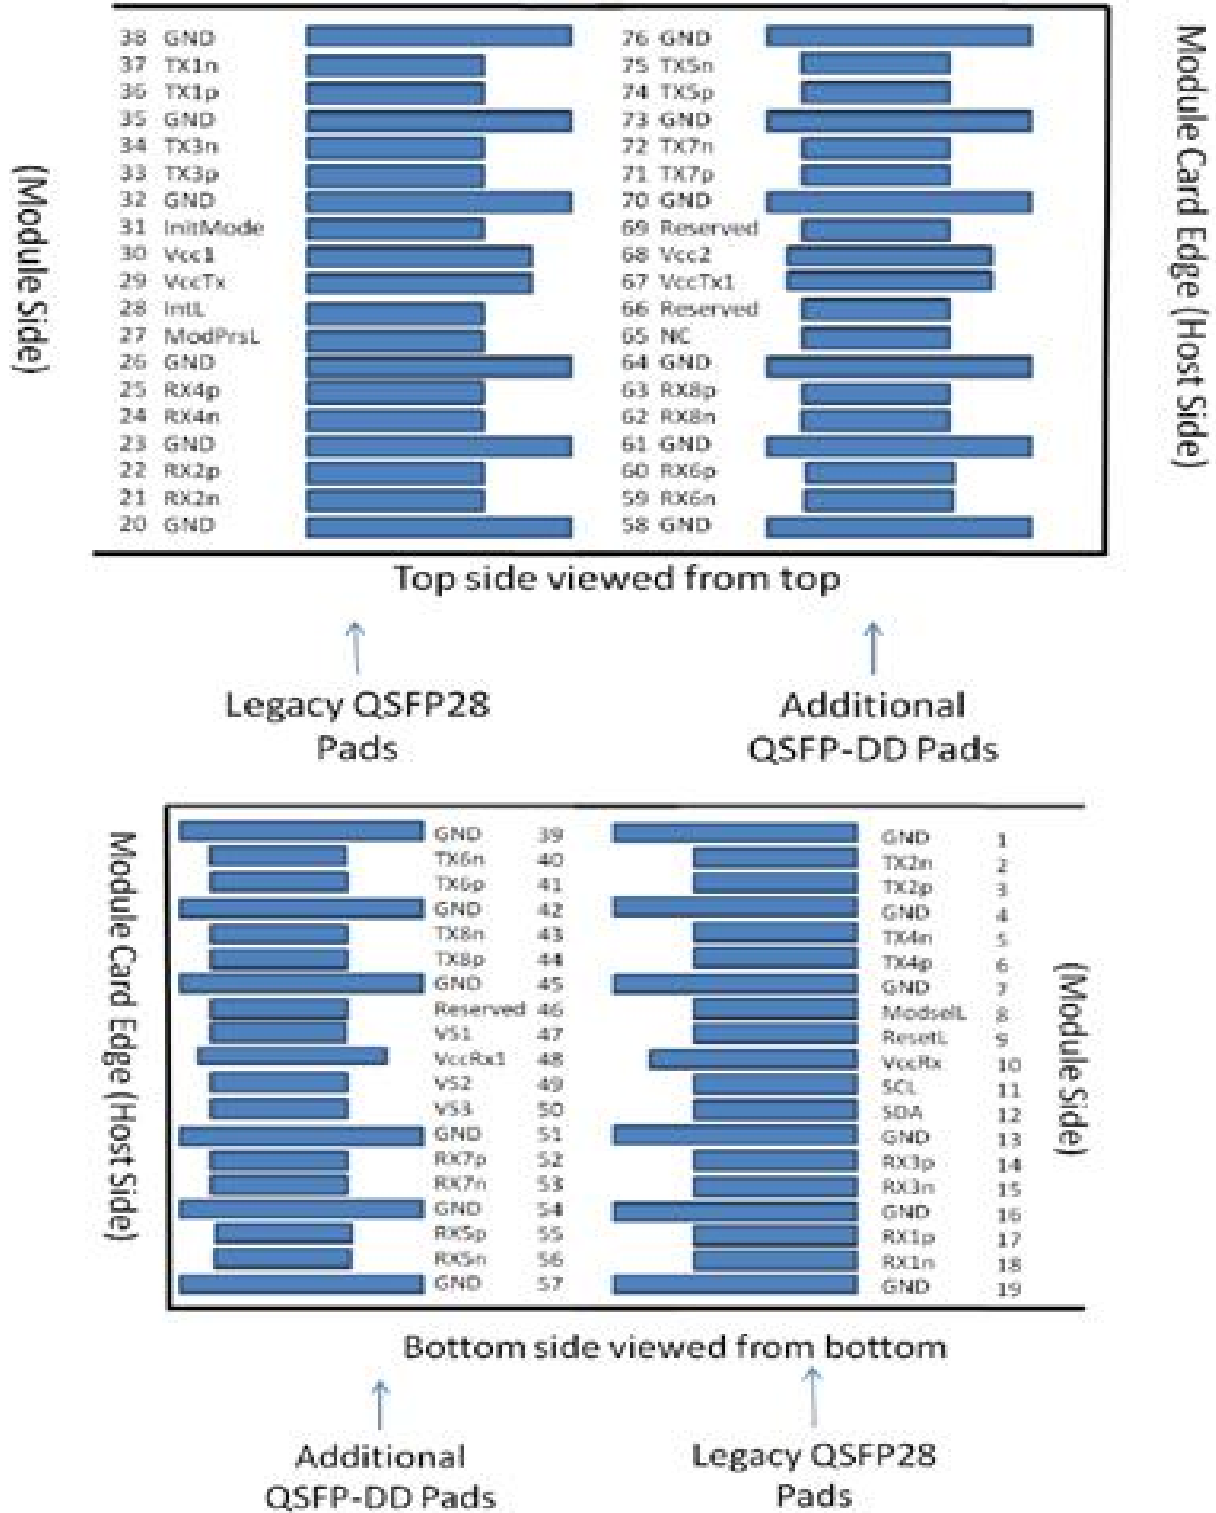 38 GND
37 TX1n
36 TX1p
35 GND
34 TX3n
33 TX3p
32 GND
31 InitMode
30 Vcc1
29 VccTx
28 IntL
27 ModPrsL
26 GND
25 RX4p
24 RX4n
23 GND
22 RX2p
21 RX2n
20 GND
76 GND
75 TX5n
74 TX5p
73 GND
72 TX7n
71 TX7p
70 GND
69 Reserved
68 Vcc2
67 VccTx1
66 Reserved
65 NC
64 GND
63 RX8p
62 RX8n
61 GND
60 RX6p
59 RX6n
58 GND
(Module Side)
Module Card Edge (Host Side)
Top side viewed from top
Legacy QSFP28
Pads
Additional
QSFP-DD Pads
Module Card Edge (Host Side)
GND 39
TX6n 40
TX6p 41
GND 42
TX8n 43
TX8p 44
GND 45
Reserved 46
VS1 47
VccRx1 48
VS2 49
VS3 50
GND 51
RX7p 52
RX7n 53
GND 54
RX5p 55
RX5n 56
GND 57
GND 1
TX2n 2
TX2p 3
GND 4
TX4n 5
TX4p 6
GND 7
ModselL 8
ResetL 9
VccRx 10
SCL 11
SDA 12
GND 13
RX3p 14
RX3n 15
GND 16
RX1p 17
RX1n 18
GND 19
(Module Side)
Bottom side viewed from bottom
Additional
QSFP-DD Pads
Legacy QSFP28
Pads